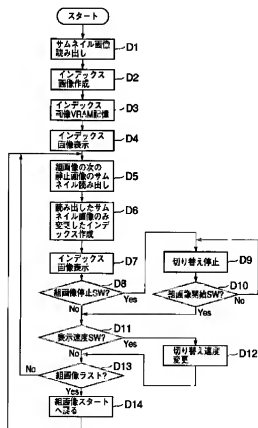 スタート
サムネイル画像
読み出し
D1
インデックス
画像作成
D2
インデックス
画像VRAM記憶
D3
インデックス
画像表示
D4
組画像の次の
静止画像のサム
ネイル読み出し
D5
読み出したサム
ネイル画像のみ
変更したインデ
ックス作成
D6
インデックス
画像表示
D7
D8
組画像停止SW?
Yes
No
切り替え停止
D9
D10
組画像開始SW?
No
Yes
D11
表示速度SW?
Yes
No
切り替え速度
変更
D12
D13
組画像ラスト?
No
Yes
組画像スタート
へ戻る
D14